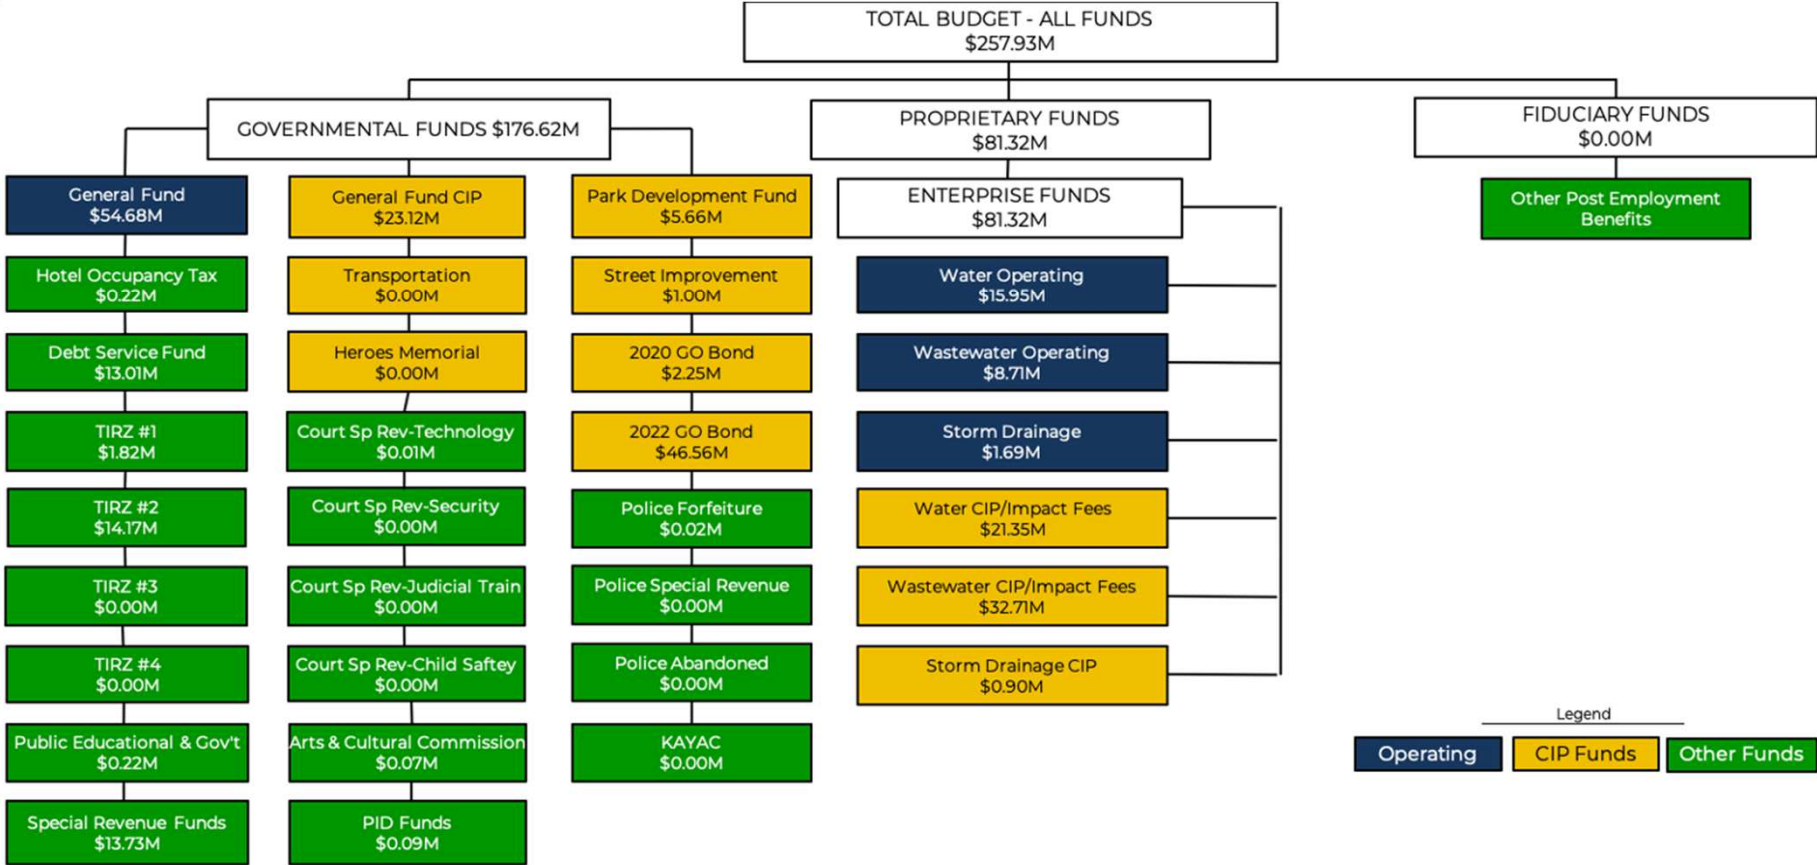 TOTAL BUDGET - ALL FUNDS
$257.93M
GOVERNMENTAL FUNDS $176.62M
PROPRIETARY FUNDS
$81.32M
FIDUCIARY FUNDS
$0.00M
General Fund
$54.68M
Hotel Occupancy Tax
$0.22M
Debt Service Fund
$13.01M
TIRZ #1
$1.82M
TIRZ #2
$14.17M
TIRZ #3
$0.00M
TIRZ #4
$0.00M
Public Educational & Gov't
$0.22M
Special Revenue Funds
$13.73M
General Fund CIP
$23.12M
Transportation
$0.00M
Heroes Memorial
$0.00M
Court Sp Rev-Technology
$0.01M
Court Sp Rev-Security
$0.00M
Court Sp Rev-Judicial Train
$0.00M
Court Sp Rev-Child Saftey
$0.00M
Arts & Cultural Commission
$0.07M
PID Funds
$0.09M
Park Development Fund
$5.66M
Street Improvement
$1.00M
2020 GO Bond
$2.25M
2022 GO Bond
$46.56M
Police Forfeiture
$0.02M
Police Special Revenue
$0.00M
Police Abandoned
$0.00M
KAYAC
$0.00M
ENTERPRISE FUNDS
$81.32M
Water Operating
$15.95M
Wastewater Operating
$8.71M
Storm Drainage
$1.69M
Water CIP/Impact Fees
$21.35M
Wastewater CIP/Impact Fees
$32.71M
Storm Drainage CIP
$0.90M
Other Post Employment
Benefits
Legend
Operating
CIP Funds
Other Funds